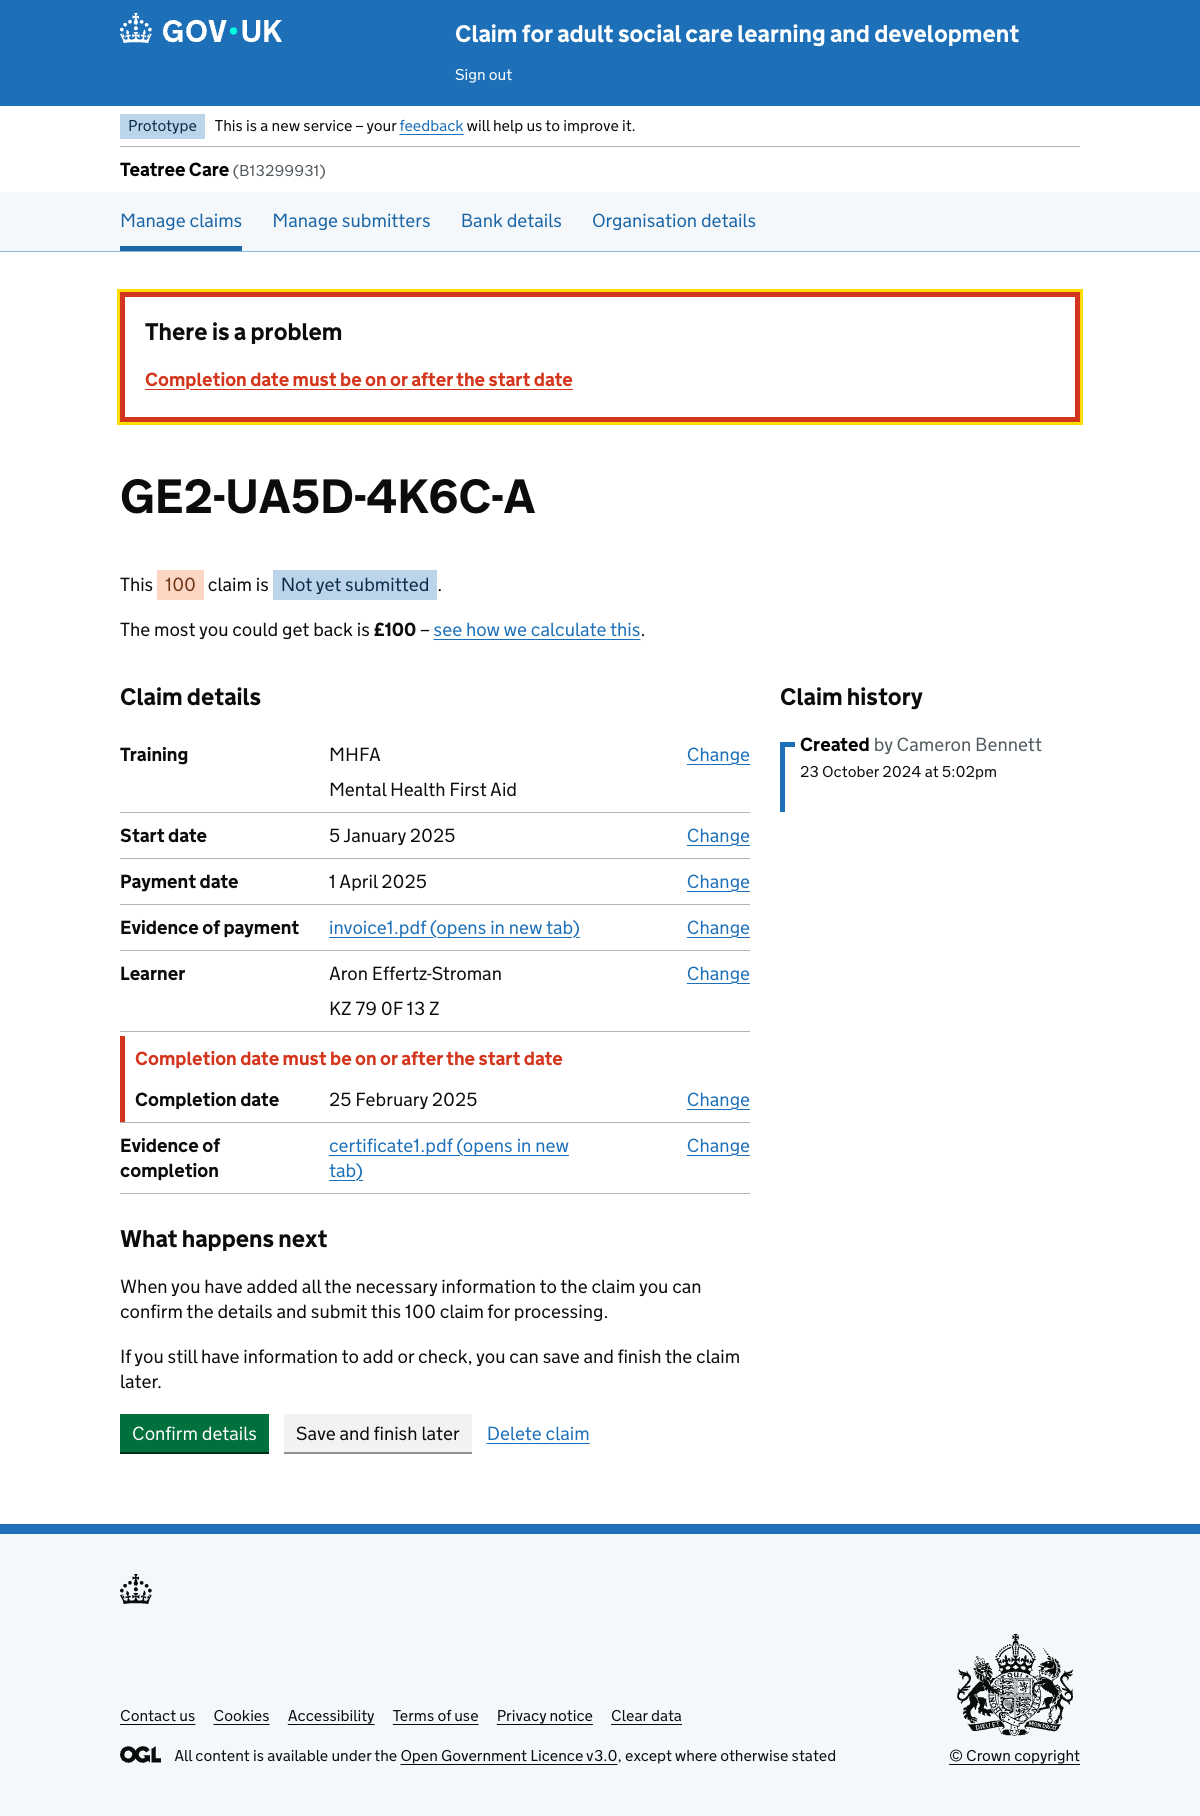 GOV•UK
Claim for adult social care learning and development
Sign out
Prototype This is a new service – your feedback will help us to improve it.
Teatree Care (B13299931)
Manage claims Manage submitters Bank details Organisation details
There is a problem
Completion date must be on or after the start date
GE2-UA5D-4K6C-A
This 100 claim is Not yet submitted.
The most you could get back is £100 – see how we calculate this.
Claim details
Training MHFA Change
Mental Health First Aid
Start date 5 January 2025 Change
Payment date 1 April 2025 Change
Evidence of payment invoice1.pdf (opens in new tab) Change
Learner Aron Effertz-Stroman Change
KZ 79 0F 13 Z
Completion date must be on or after the start date
Completion date 25 February 2025 Change
Evidence of certificate1.pdf (opens in new Change
completion tab)
Claim history
Created by Cameron Bennett
23 October 2024 at 5:02pm
What happens next
When you have added all the necessary information to the claim you can
confirm the details and submit this 100 claim for processing.
If you still have information to add or check, you can save and finish the claim
later.
Confirm details Save and finish later Delete claim
Contact us Cookies Accessibility Terms of use Privacy notice Clear data
OGL All content is available under the Open Government Licence v3.0, except where otherwise stated
© Crown copyright